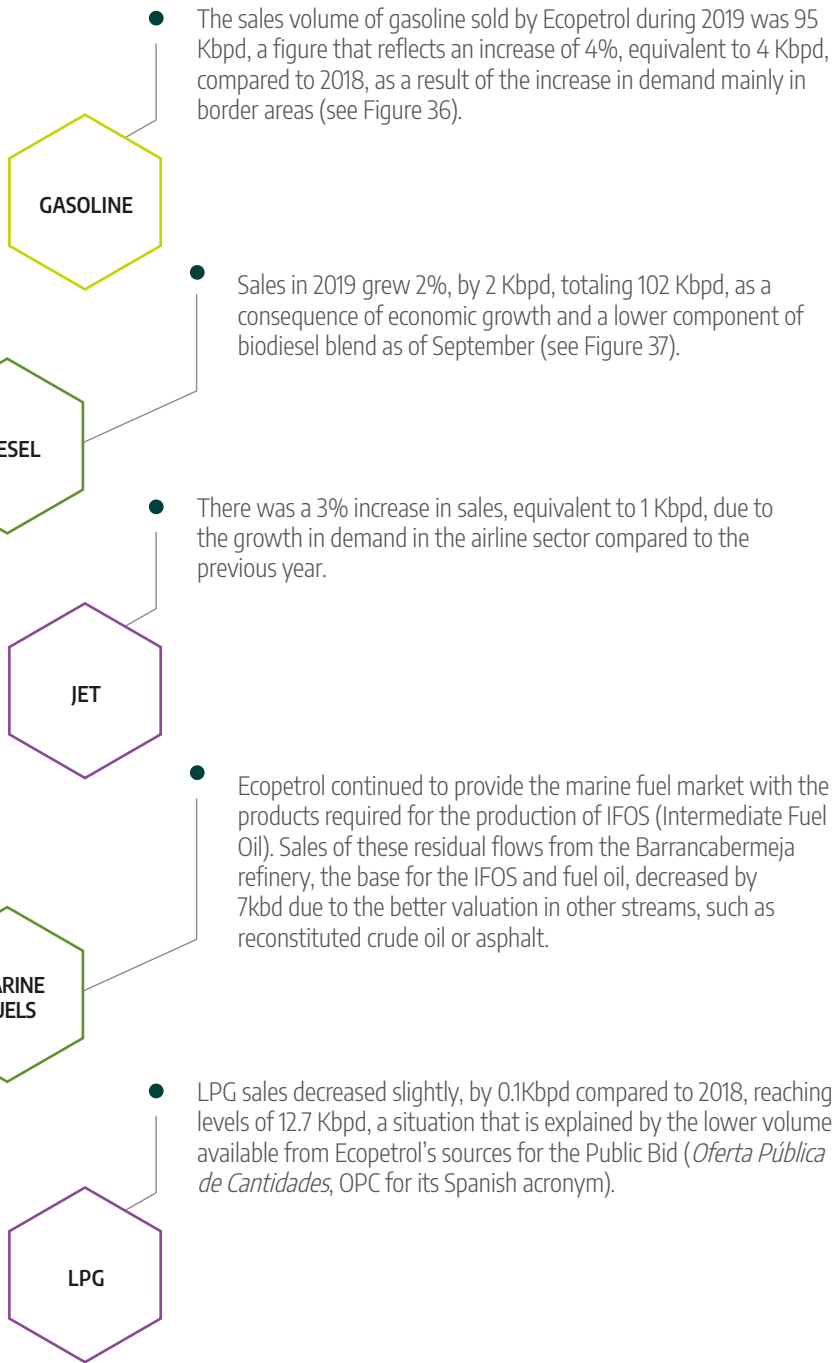 The sales volume of gasoline sold by Ecopetrol during 2019 was 95
Kbpd, a figure that reflects an increase of 4%, equivalent to 4 Kbpd,
compared to 2018, as a result of the increase in demand mainly in
border areas (see Figure 36).
GASOLINE
Sales in 2019 grew 2%, by 2 Kbpd, totaling 102 Kbpd, as a
consequence of economic growth and a lower component of
biodiesel blend as of September (see Figure 37).
ESEL
There was a 3% increase in sales, equivalent to 1 Kbpd, due to
the growth in demand in the airline sector compared to the
previous year.
JET
Ecopetrol continued to provide the marine fuel market with the
products required for the production of IFOS (Intermediate Fuel
Oil). Sales of these residual flows from the Barrancabermeja
refinery, the base for the IFOS and fuel oil, decreased by
7kbd due to the better valuation in other streams, such as
reconstituted crude oil or asphalt.
ARINE
UELS
LPG sales decreased slightly, by 0.1Kbpd compared to 2018, reaching
levels of 12.7 Kbpd, a situation that is explained by the lower volume
available from Ecopetrol's sources for the Public Bid (Oferta Pública
de Cantidades, OPC for its Spanish acronym).
LPG